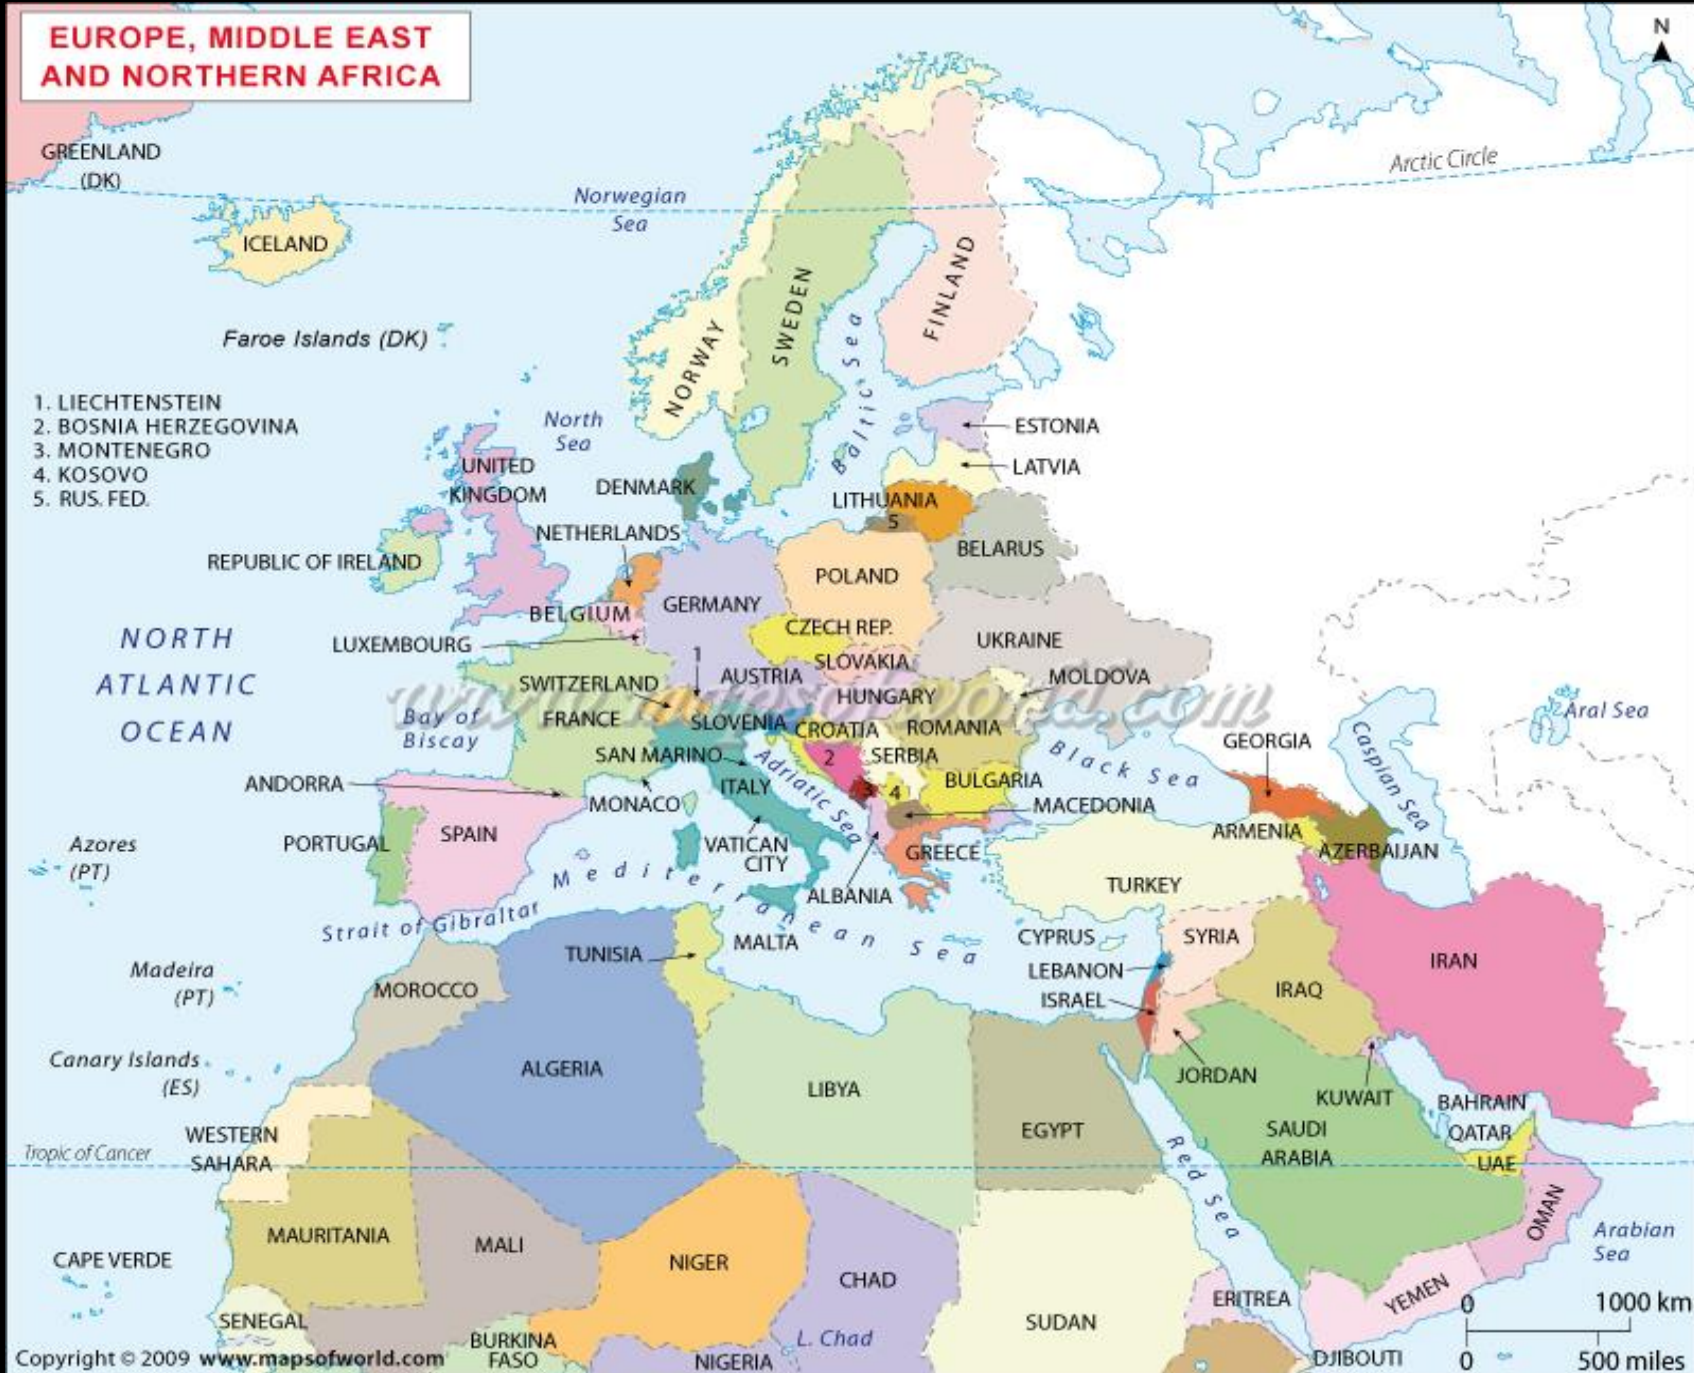 EUROPE, MIDDLE EAST
AND NORTHERN AFRICA
N
GREENLAND
(DK)
Arctic Circle
Norwegian
Sea
ICELAND
FINLAND
SWEDEN
NORWAY
Baltic Sea
Faroe Islands (DK)
1. LIECHTENSTEIN
2. BOSNIA HERZEGOVINA
3. MONTENEGRO
4. KOSOVO
5. RUS. FED.
North
Sea
ESTONIA
LATVIA
UNITED
KINGDOM
DENMARK
LITHUANIA
5
NETHERLANDS
BELARUS
REPUBLIC OF IRELAND
POLAND
GERMANY
BELGIUM
CZECH REP.
UKRAINE
LUXEMBOURG
NORTH
ATLANTIC
OCEAN
1
SLOVAKIA
AUSTRIA
MOLDOVA
SWITZERLAND
HUNGARY
www.mapsofworld.com
Bay of
Biscay
FRANCE
SLOVENIA
CROATIA
ROMANIA
Aral Sea
GEORGIA
Caspian Sea
SAN MARINO
2
SERBIA
Black Sea
Adriatic Sea
ANDORRA
ITALY
BULGARIA
3
4
MONACO
MACEDONIA
Azores
(PT)
PORTUGAL
SPAIN
VATICAN
CITY
GREECE
ARMENIA
AZERBAIJAN
Mediterranean Sea
ALBANIA
TURKEY
Strait of Gibraltar
TUNISIA
MALTA
CYPRUS
SYRIA
IRAN
LEBANON
Madeira
(PT)
MOROCCO
ISRAEL
IRAQ
Canary Islands
(ES)
ALGERIA
LIBYA
JORDAN
KUWAIT
BAHRAIN
WESTERN
SAHARA
EGYPT
SAUDI
ARABIA
QATAR
UAE
Tropic of Cancer
Red Sea
OMAN
MAURITANIA
MALI
NIGER
CHAD
Arabian
Sea
CAPE VERDE
ERITREA
YEMEN
SENEGAL
SUDAN
0 1000 km
BURKINA
FASO
L. Chad
NIGERIA
DJIBOUTI
0 500 miles
Copyright © 2009 www.mapsofworld.com